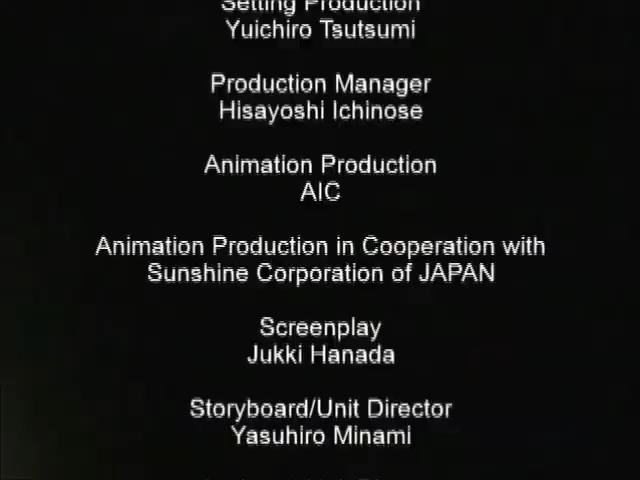 Setting Production
Yuichiro Tsutsumi
Production Manager
Hisayoshi Ichinose
Animation Production
AIC
Animation Production in Cooperation with
Sunshine Corporation of JAPAN
Screenplay
Jukki Hanada
Storyboard/Unit Director
Yasuhiro Minami